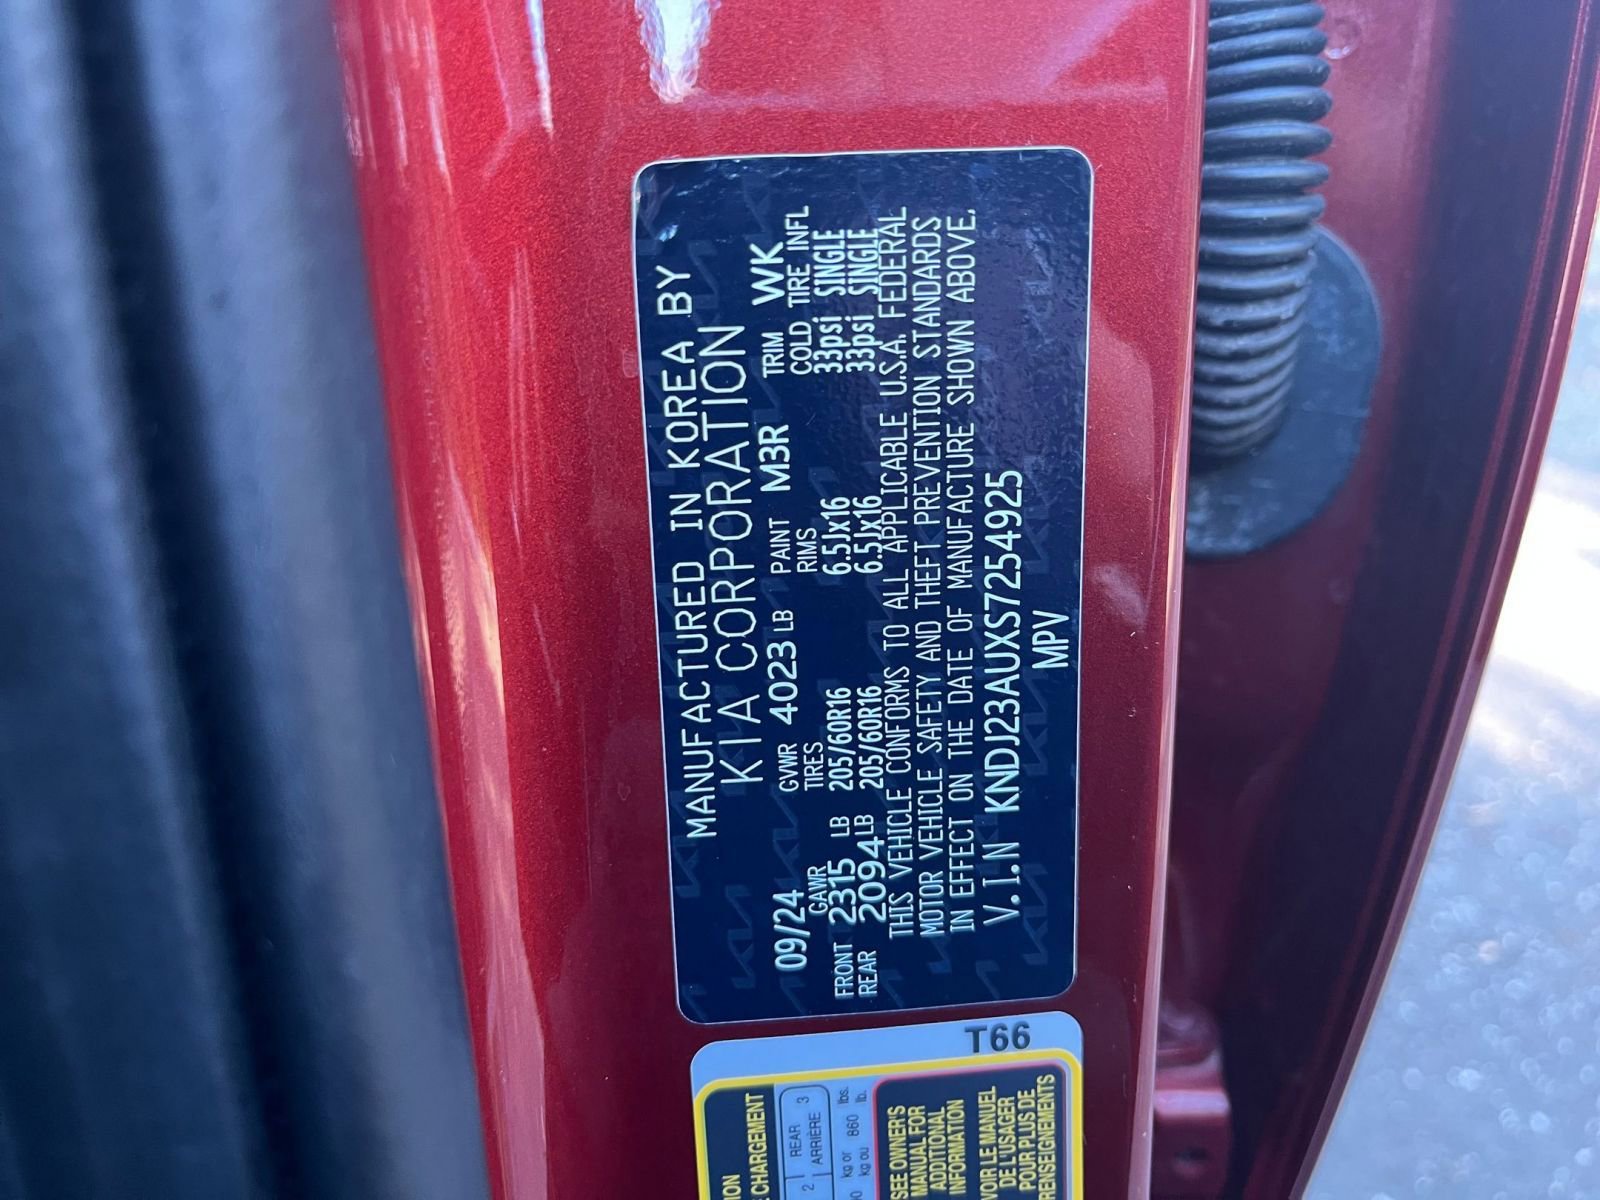 MANUFACTURED IN KOREA BY
KIA CORPORATION
09/24 GVWR 4023 LB PAINT M3R TRIM WK
GAWR TIRES RIMS COLD TIRE INFL
FRONT 2315 LB 205/60R16 6.5Jx16 33psi SINGLE
REAR 2094 LB 205/60R16 6.5Jx16 33psi SINGLE
THIS VEHICLE CONFORMS TO ALL APPLICABLE U.S.A. FEDERAL
MOTOR VEHICLE SAFETY AND THEFT PREVENTION STANDARDS
IN EFFECT ON THE DATE OF MANUFACTURE SHOWN ABOVE.
V.I.N KNDJ23AUXS7254925
MPV
T66
CHARGEMENT
2 REAR 3
ARRIÈRE
kg or 860 lbs.
kg ou lb.
SEE OWNER'S
MANUAL FOR
ADDITIONAL
INFORMATION
VOIR LE MANUEL
DE L'USAGER
POUR PLUS DE
RENSEIGNEMENTS